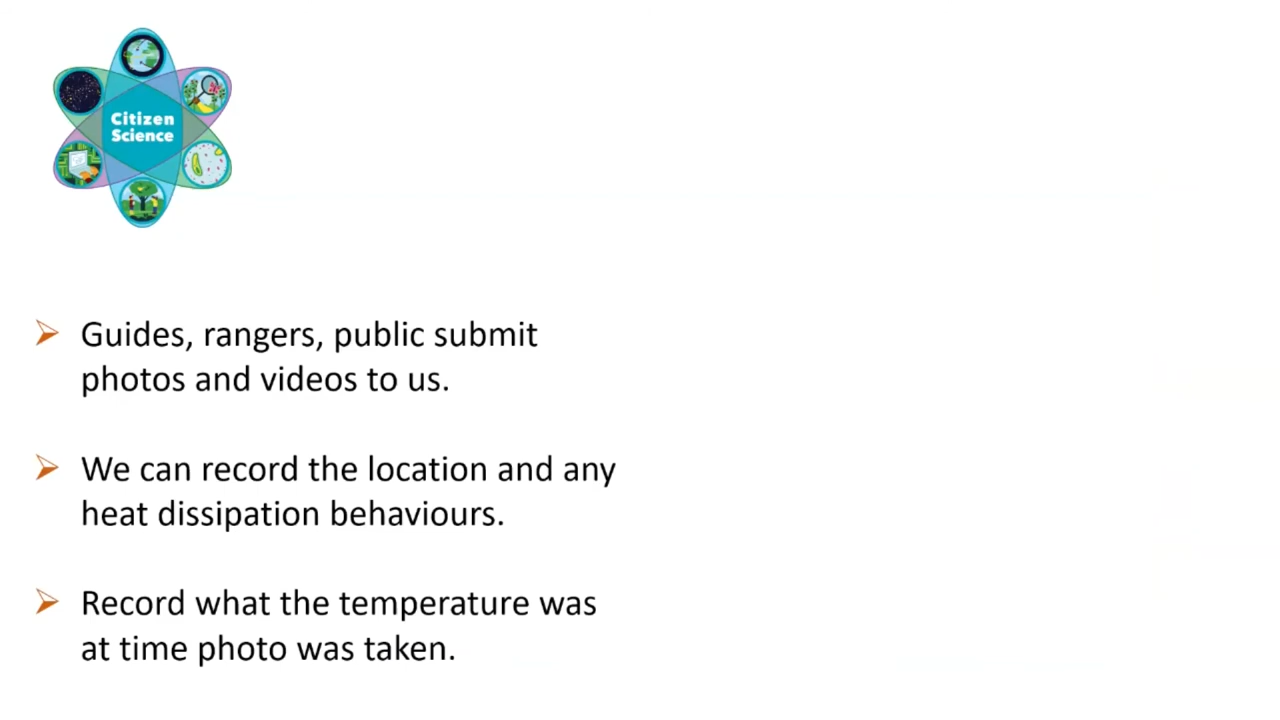 Citizen
Science
Guides, rangers, public submit
photos and videos to us.
We can record the location and any
heat dissipation behaviours.
Record what the temperature was
at time photo was taken.